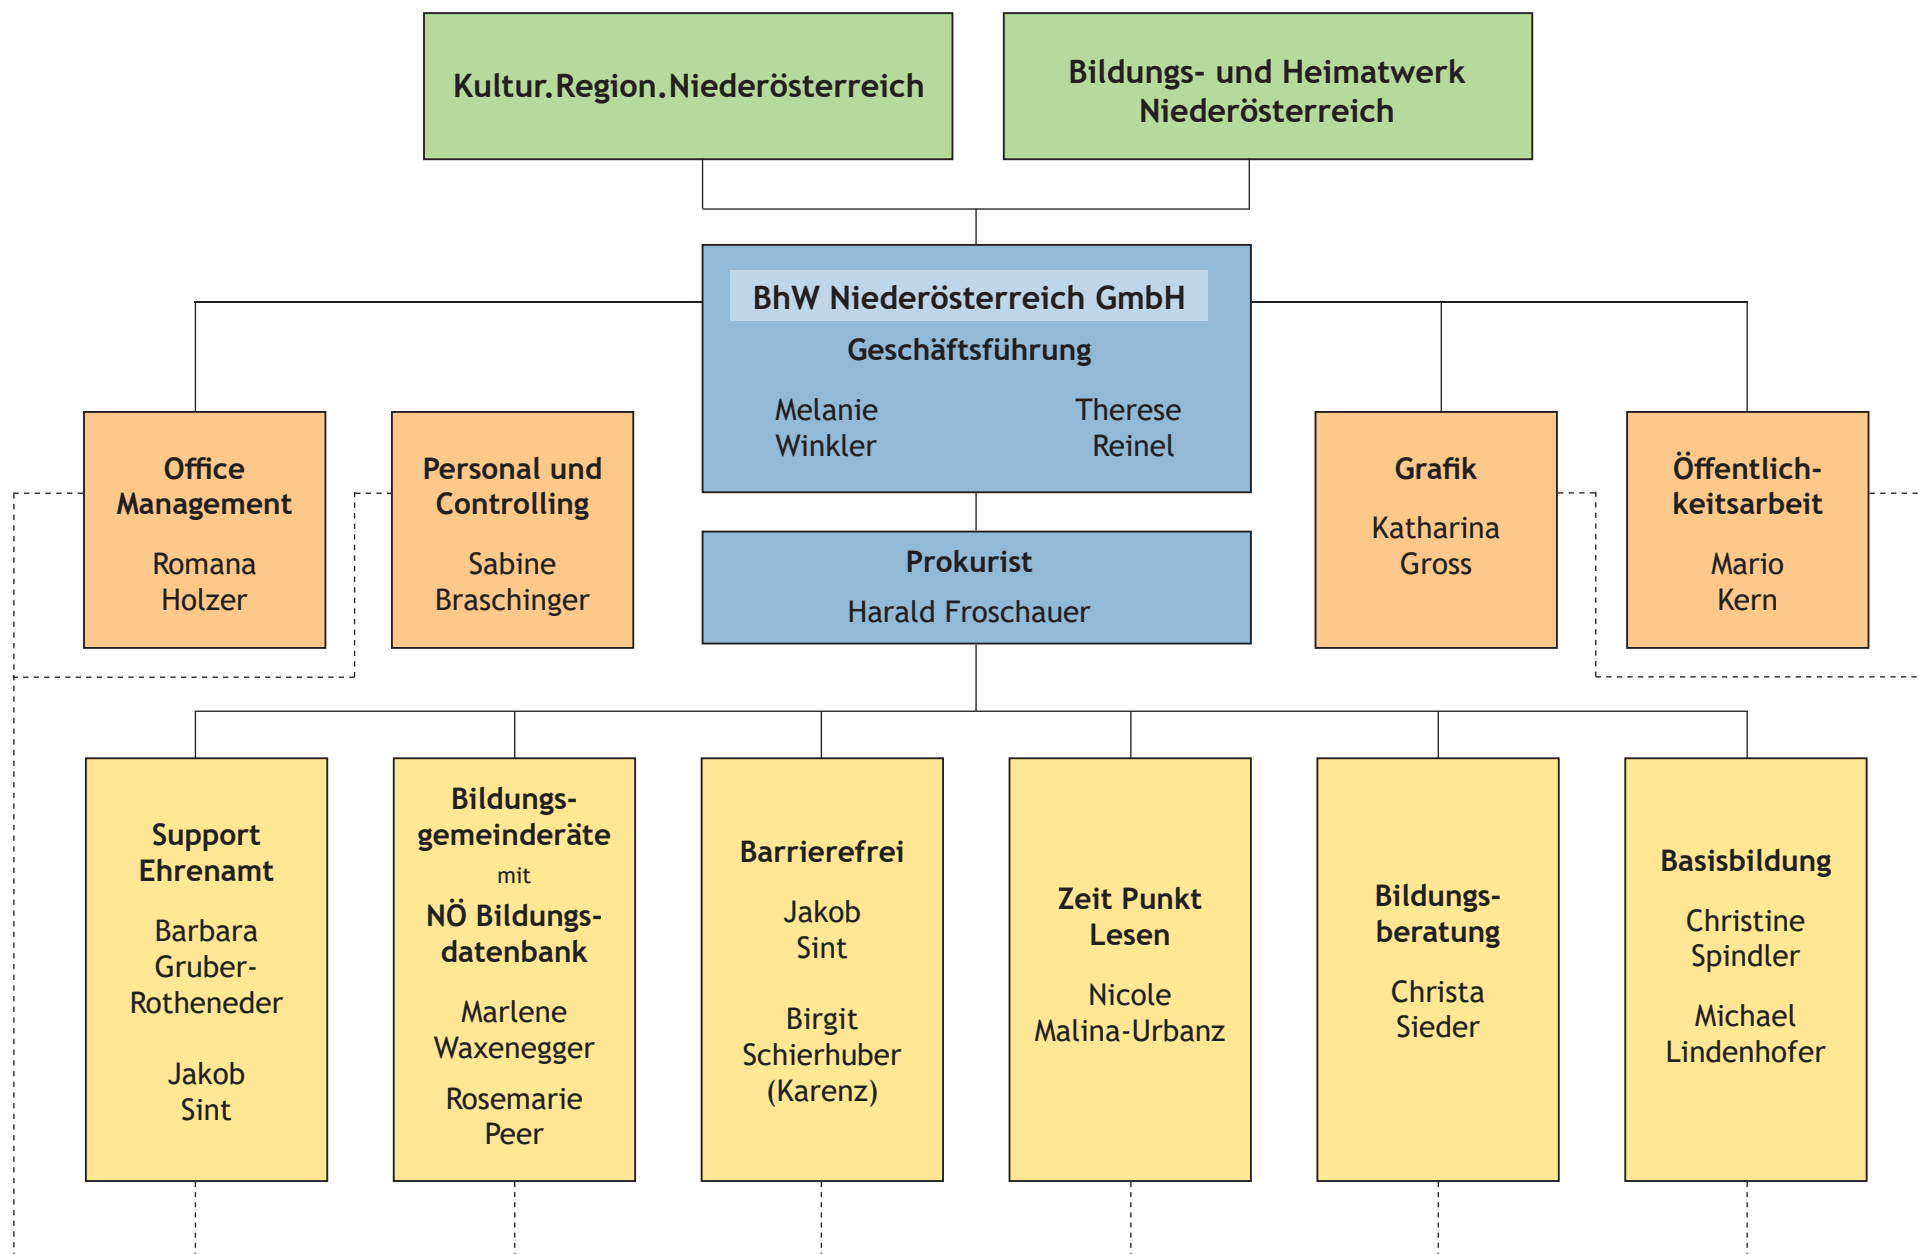 Kultur.Region.Niederösterreich
Bildungs- und Heimatwerk
Niederösterreich
BhW Niederösterreich GmbH
Geschäftsführung
Melanie
Winkler
Therese
Reinel
Office
Management
Romana
Holzer
Personal und
Controlling
Sabine
Braschinger
Prokurist
Harald Froschauer
Grafik
Katharina
Gross
Öffentlich-
keitsarbeit
Mario
Kern
Support
Ehrenamt
Barbara
Gruber-
Rotheneder
Jakob
Sint
Bildungs-
gemeinderäte
mit
NÖ Bildungs-
datenbank
Marlene
Waxenegger
Rosemarie
Peer
Barrierefrei
Jakob
Sint
Birgit
Schierhuber
(Karenz)
Zeit Punkt
Lesen
Nicole
Malina-Urbanz
Bildungs-
beratung
Christa
Sieder
Basisbildung
Christine
Spindler
Michael
Lindenhofer